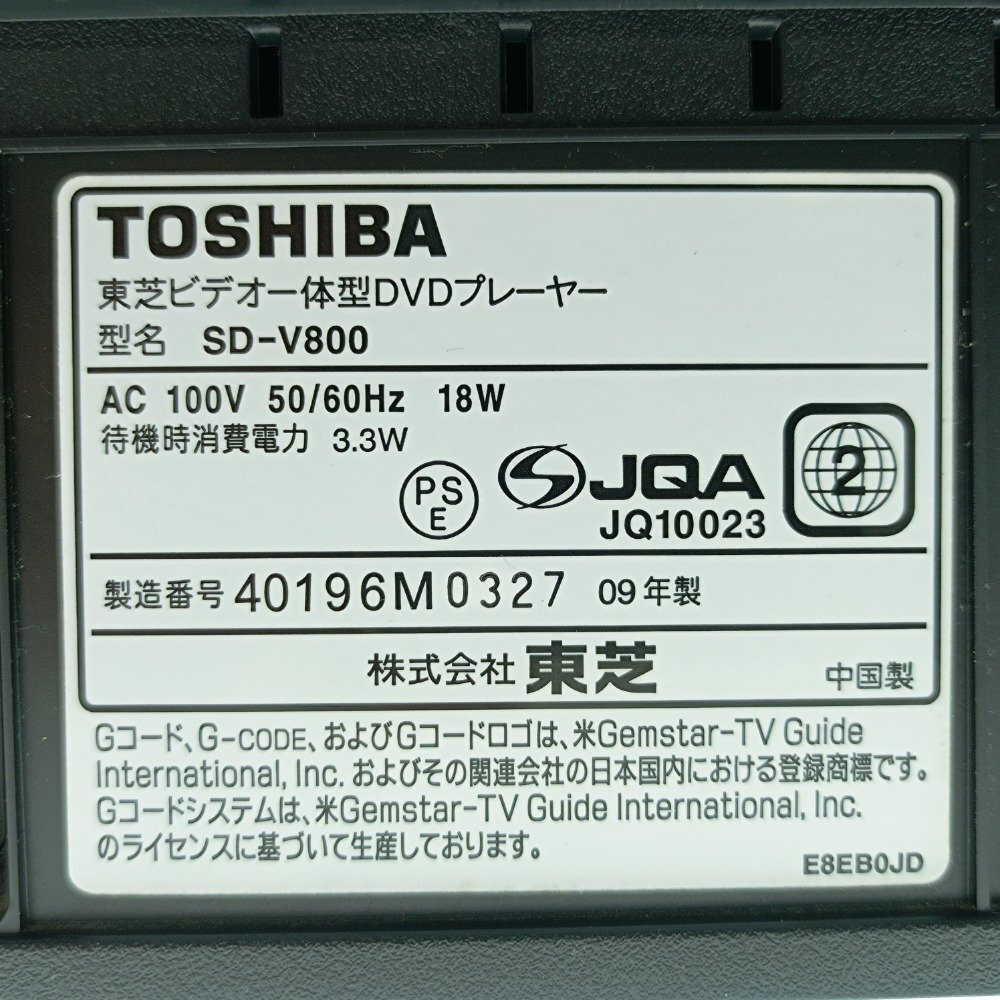 TOSHIBA
東芝ビデオ一体型DVDプレーヤー
型名 SD-V800
AC 100V 50/60Hz 18W
待機時消費電力 3.3W
PS
E
JQA
JQ10023
2
製造番号 40196M0327 09年製
株式会社 東芝 中国製
Gコード、G-CODE、およびGコードロゴは、米Gemstar-TV Guide
International, Inc. およびその関連会社の日本国内における登録商標です。
Gコードシステムは、米Gemstar-TV Guide International, Inc.
のライセンスに基づいて生産しております。
E8EB0JD